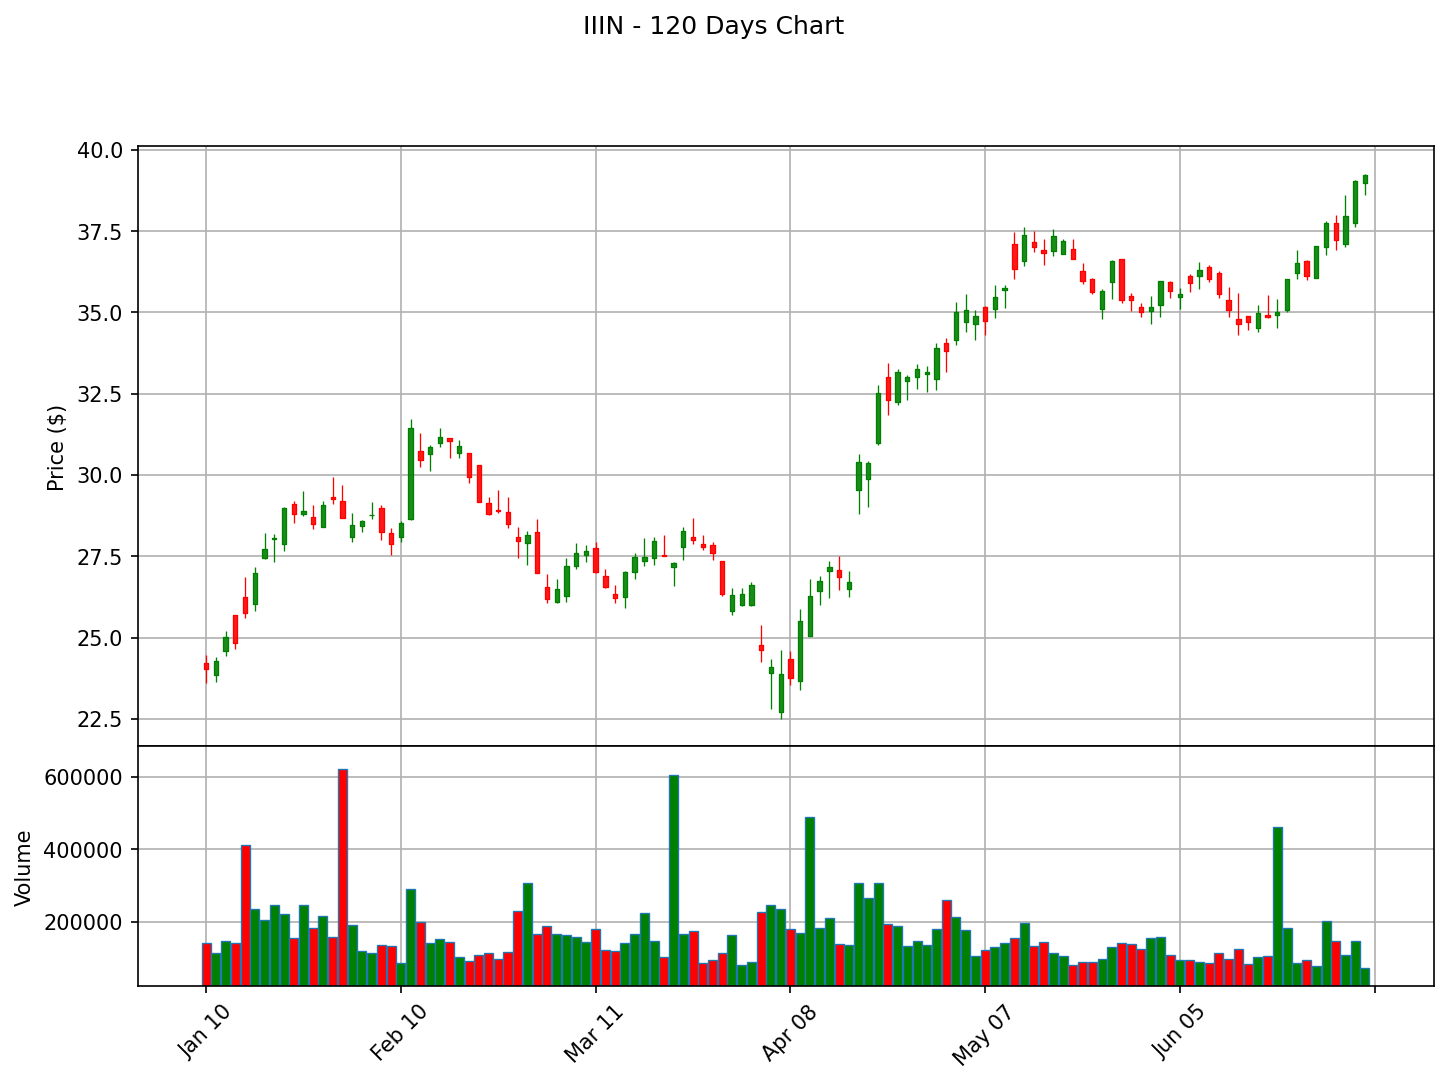 IIIN - 120 Days Chart
Price ($)
40.0
37.5
35.0
32.5
30.0
27.5
25.0
22.5
Volume
600000
400000
200000
Jan 10
Feb 10
Mar 11
Apr 08
May 07
Jun 05